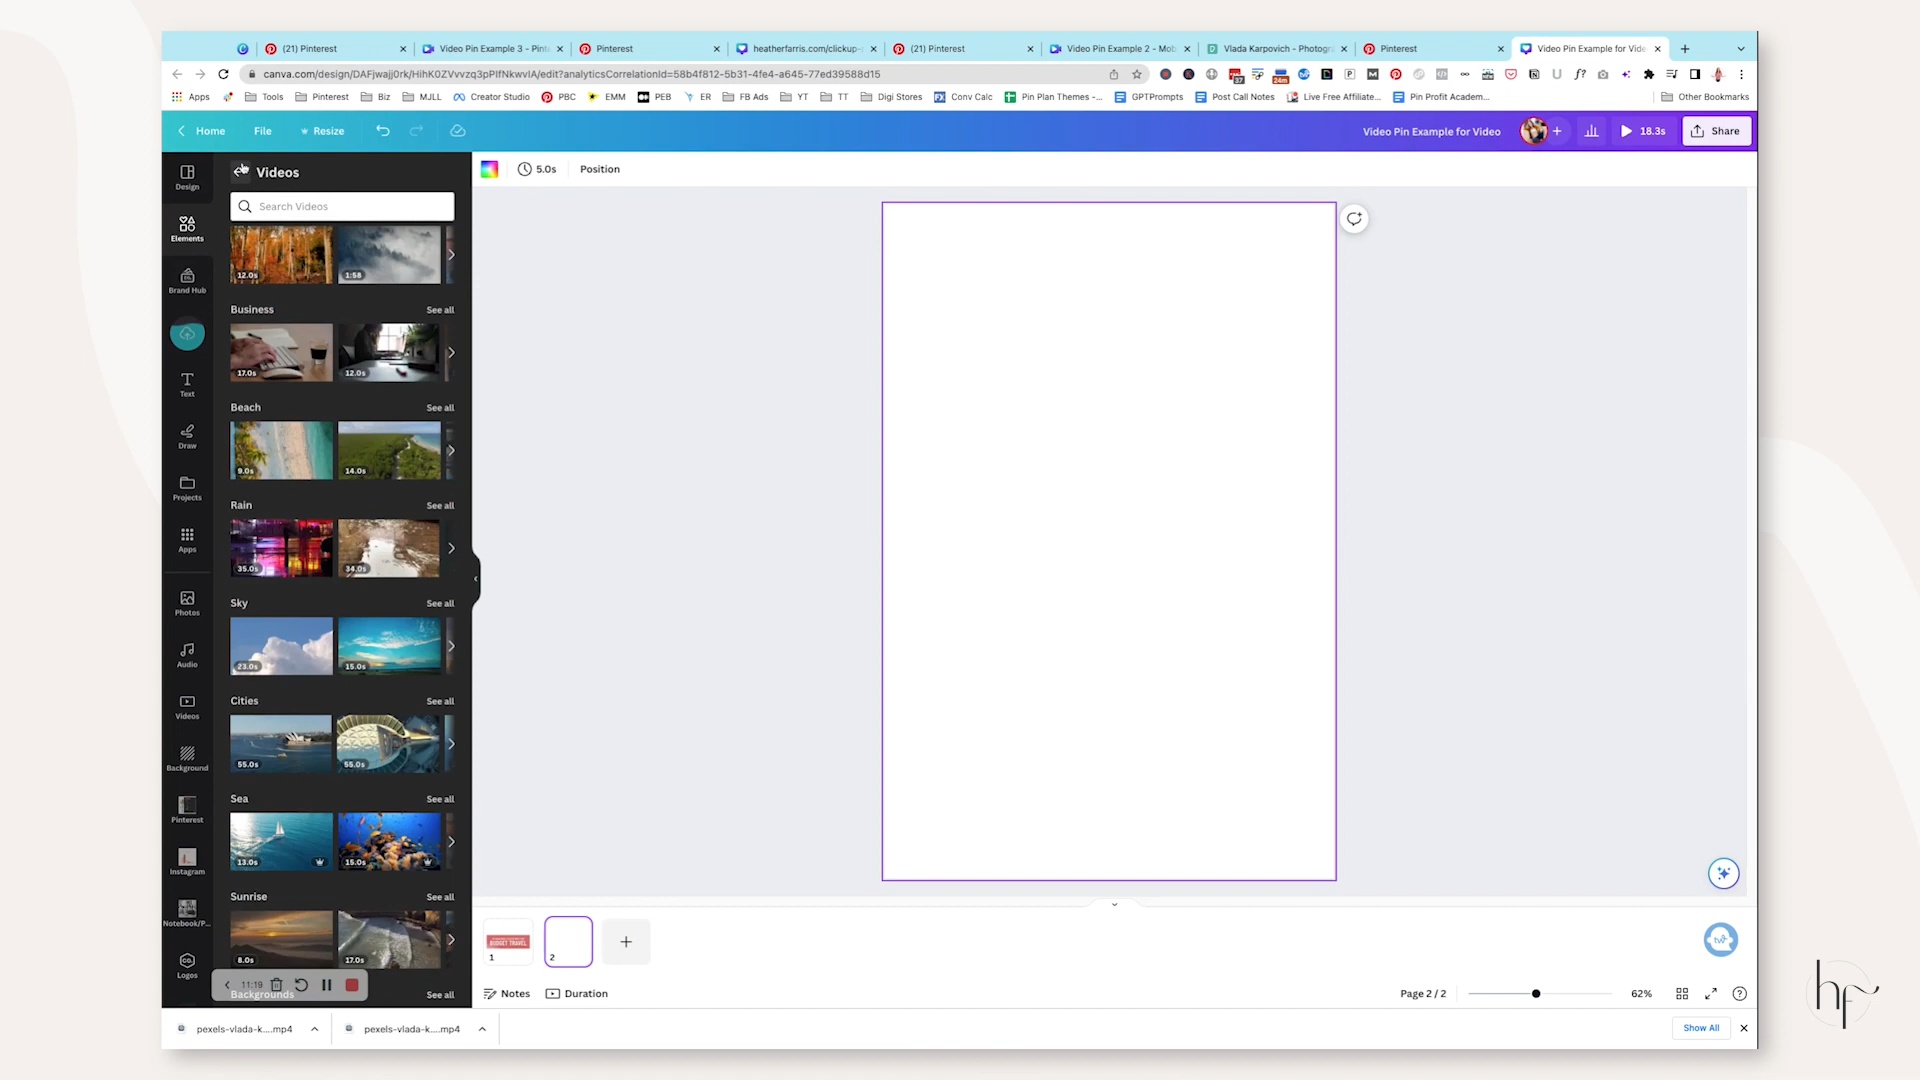 (21) Pinterest
Video Pin Example 3 - Pint
Pinterest
heatherfarris.com/clickup-
(21) Pinterest
Video Pin Example 2 - Mob
Vlada Karpovich - Photogra
Pinterest
Video Pin Example for Vide
canva.com/design/DAFjwajj0rk/HihK0ZVvvzq3pPIfNkwvIA/edit?analyticsCorrelationId=58b4f812-5b31-4fe4-a645-77ed39588d15
Apps
Tools
Pinterest
Biz
MJLL
Creator Studio
PBC
EMM
PEB
ER
FB Ads
YT
TT
Digi Stores
Conv Calc
Pin Plan Themes -...
GPTPrompts
Post Call Notes
Live Free Affiliate...
Pin Profit Academ...
Other Bookmarks
Home
File
Resize
Video Pin Example for Video
18.3s
Share
Design
Elements
Brand Hub
Text
Draw
Projects
Apps
Photos
Audio
Videos
Background
Pinterest
Instagram
Notebook/P...
Logos
Videos
Search Videos
12.0s
1:58
Business
See all
17.0s
12.0s
Beach
See all
9.0s
14.0s
Rain
See all
35.0s
34.0s
Sky
See all
23.0s
15.0s
Cities
See all
55.0s
55.0s
Sea
See all
13.0s
15.0s
Sunrise
See all
8.0s
17.0s
Backgrounds
See all
11:19
5.0s
Position
BUDGET TRAVEL
1
2
Notes
Duration
Page 2 / 2
62%
pexels-vlada-k....mp4
pexels-vlada-k....mp4
Show All
hf